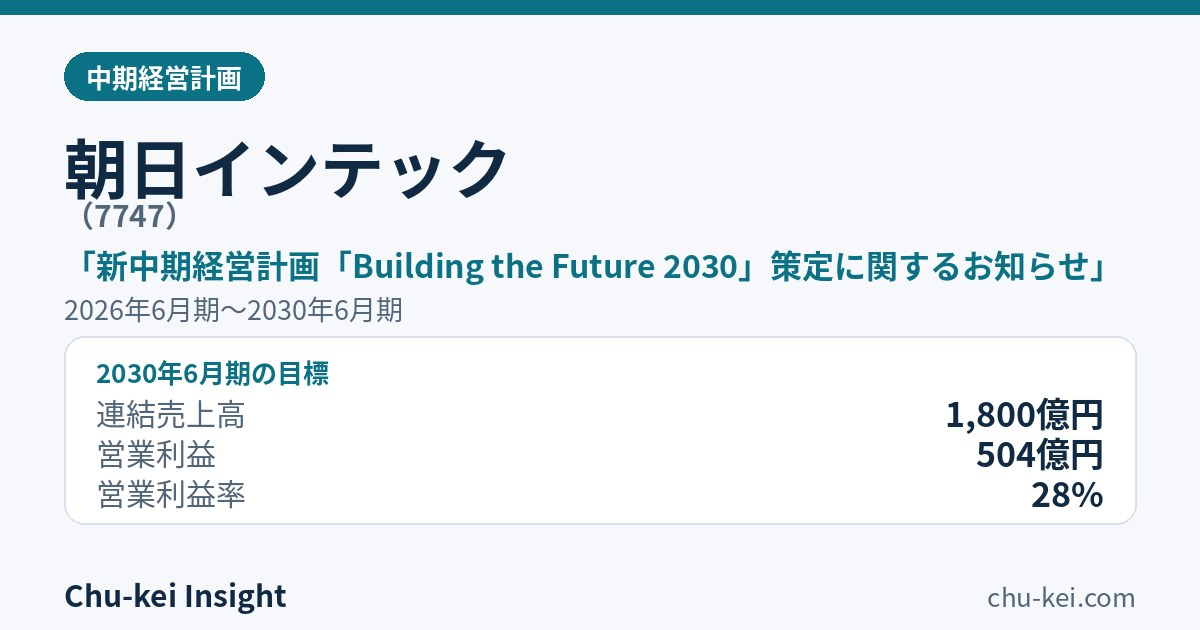 中期経営計画
朝日インテック
（7747）
「新中期経営計画「Building the Future 2030」策定に関するお知らせ」
2026年6月期〜2030年6月期
2030年6月期の目標
連結売上高 1,800億円
営業利益 504億円
営業利益率 28%
Chu-kei Insight chu-kei.com